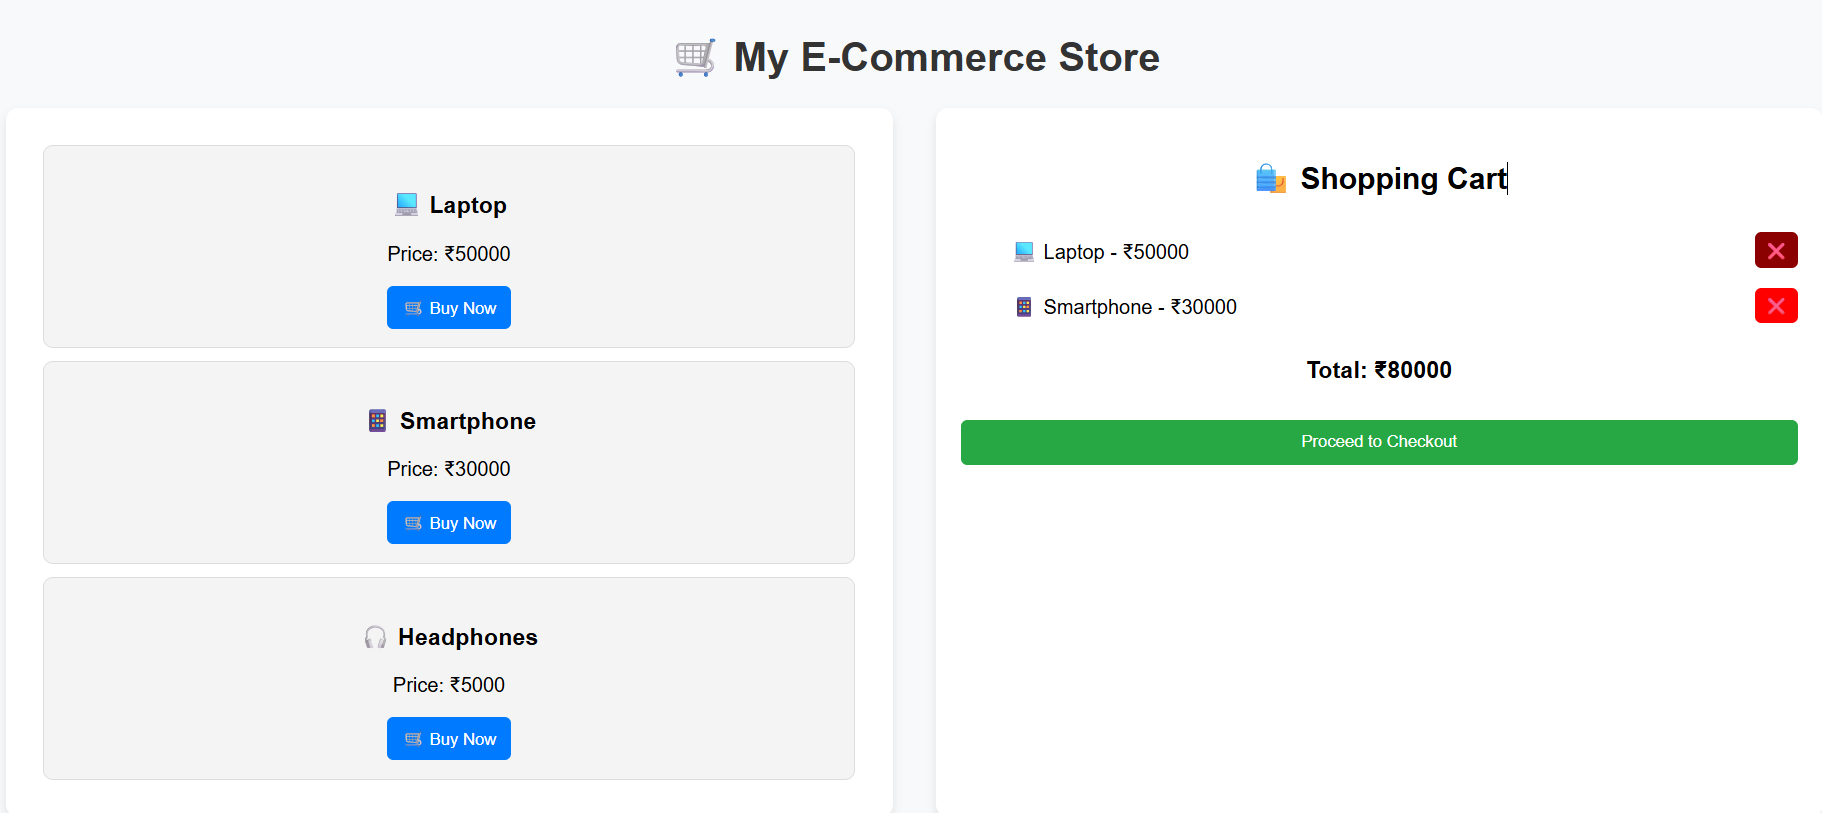 My E-Commerce Store
Laptop
Price: ₹50000
Buy Now
Smartphone
Price: ₹30000
Buy Now
Headphones
Price: ₹5000
Buy Now
Shopping Cart
Laptop - ₹50000
Smartphone - ₹30000
Total: ₹80000
Proceed to Checkout